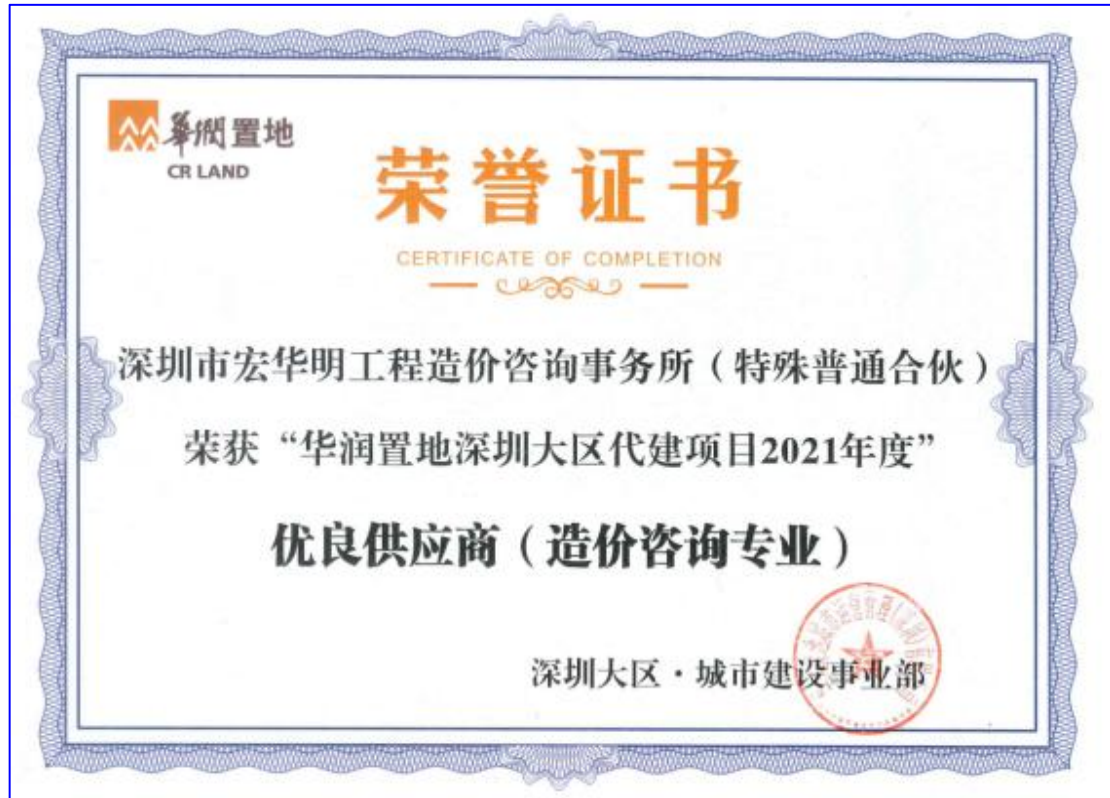 華潤置地
CR LAND
荣誉证书
CERTIFICATE OF COMPLETION
深圳市宏华明工程造价咨询事务所（特殊普通合伙）
荣获“华润置地深圳大区代建项目2021年度”
优良供应商（造价咨询专业）
深圳大区·城市建设事业部